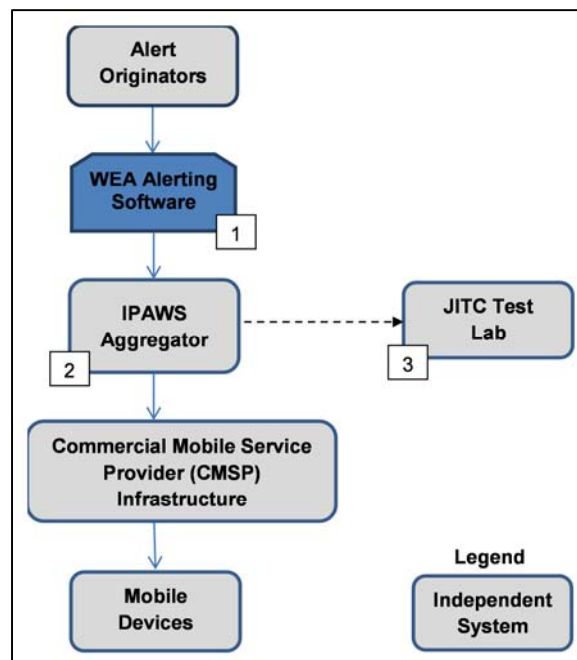 Alert
Originators
WEA Alerting
Software
1
IPAWS
Aggregator
2
JITC Test
Lab
3
Commercial Mobile Service
Provider (CMSP)
Infrastructure
Mobile
Devices
Legend
Independent
System